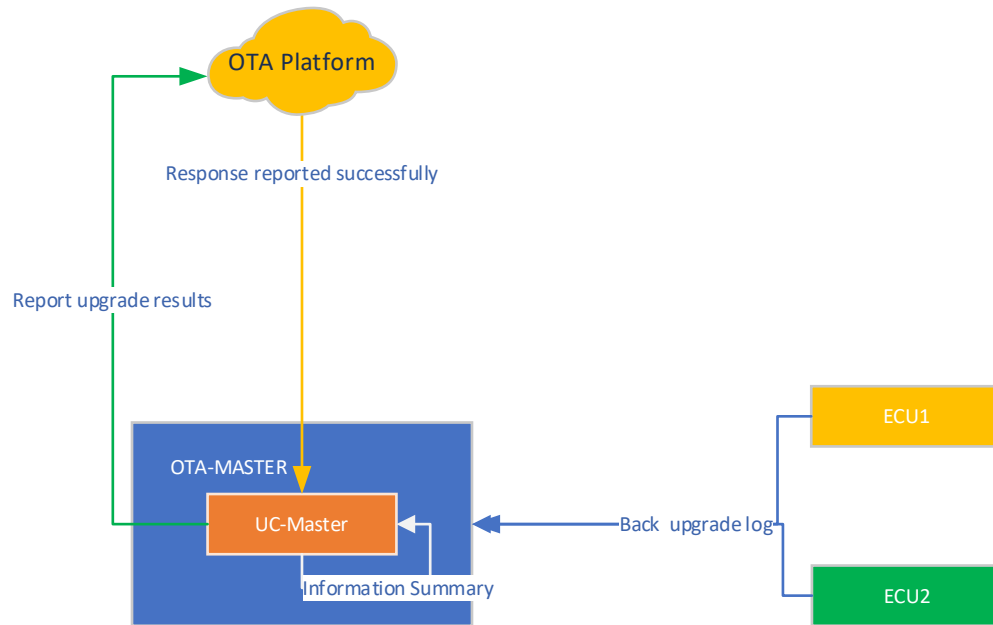 OTA Platform
Response reported successfully
Report upgrade results
ECU1
OTA-MASTER
UC-Master
Back upgrade log
Information Summary
ECU2